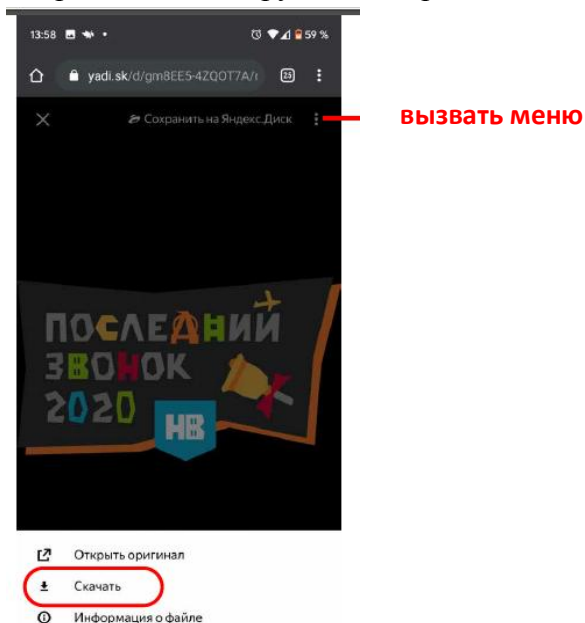 13:58
59 %
yadi.sk/d/gm8EE5-4ZQOT7A/
25
Сохранить на Яндекс.Диск
вызвать меню
ПОСЛЕДНИЙ
ЗВОНОК
2020
НВ
Открыть оригинал
Скачать
Информация о файле